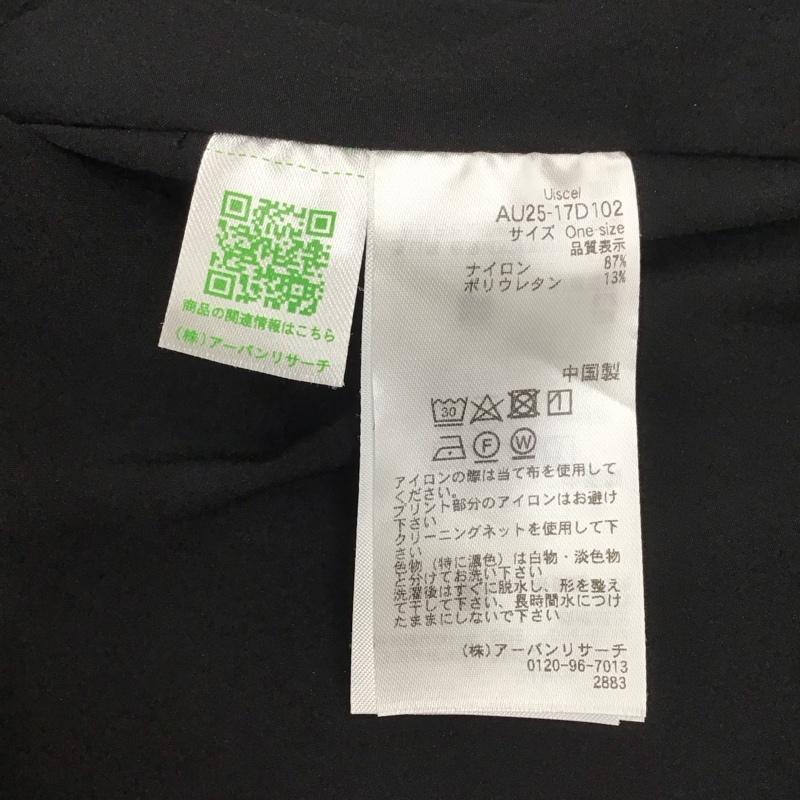 商品の関連情報はこちら
(株)アーバンリサーチ
Uiscel
AU25-17D102
サイズ One size
品質表示
ナイロン 87%
ポリウレタン 13%
中国製
30
F W
アイロンの際は当て布を使用して
ください。
プリント部分のアイロンはお避け
下さい
クリーニングネットを使用して下
さい
色物(特に濃色)は白物・淡色物
と分けてお洗い下さい
洗濯後はすぐに脱水し、形を整え
て干して下さい、長時間水につけ
たままにしないで下さい
(株)アーバンリサーチ
0120-96-7013
2883